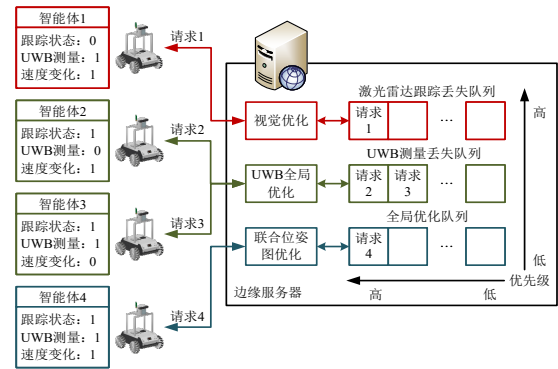 智能体1
跟踪状态：0
UWB测量：1
速度变化：1
请求1
智能体2
跟踪状态：1
UWB测量：0
速度变化：1
请求2
智能体3
跟踪状态：1
UWB测量：1
速度变化：0
请求3
智能体4
跟踪状态：1
UWB测量：1
速度变化：1
请求4
激光雷达跟踪丢失队列
视觉优化
请求
1
...
UWB测量丢失队列
UWB全局
优化
请求
2
请求
3
...
全局优化队列
联合位姿
图优化
请求
4
...
高
低
优先级
高
低
边缘服务器